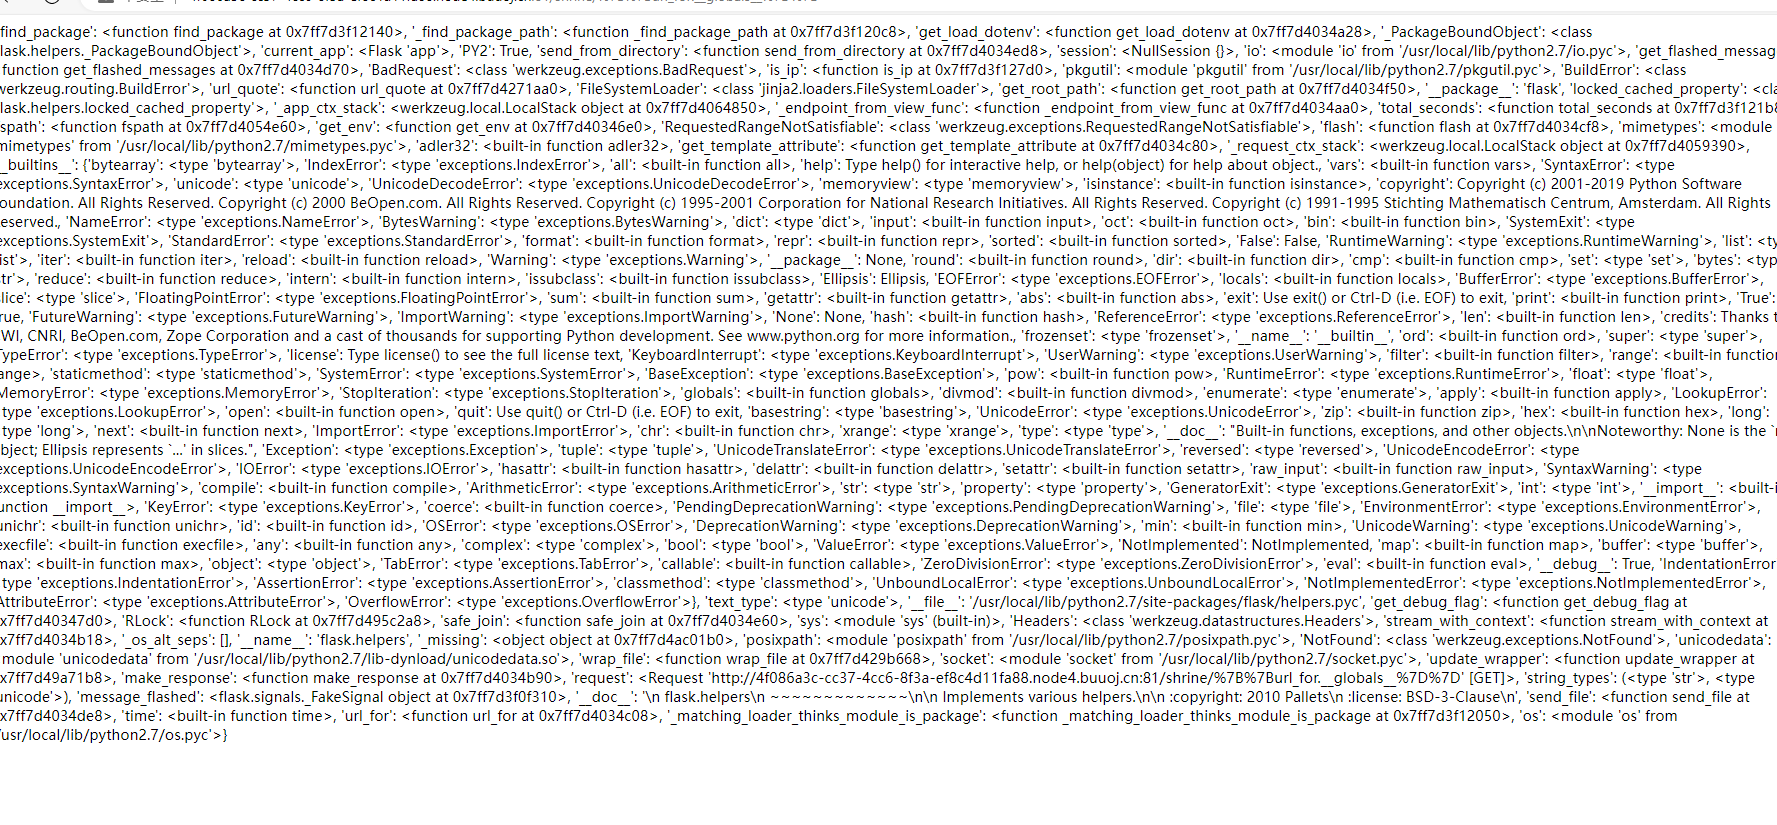 find_package': <function find_package at 0x7ff7d3f12140>, '_find_package_path': <function _find_package_path at 0x7ff7d3f120c8>, 'get_load_dotenv': <function get_load_dotenv at 0x7ff7d4034a28>, '_PackageBoundObject': <class
lask.helpers._PackageBoundObject'>, 'current_app': <Flask 'app'>, 'PY2': True, 'send_from_directory': <function send_from_directory at 0x7ff7d4034ed8>, 'session': <NullSession {}>, 'io': <module 'io' from '/usr/local/lib/python2.7/io.pyc'>, 'get_flashed_messag
function get_flashed_messages at 0x7ff7d4034d70>, 'BadRequest': <class 'werkzeug.exceptions.BadRequest'>, 'is_ip': <function is_ip at 0x7ff7d3f127d0>, 'pkgutil': <module 'pkgutil' from '/usr/local/lib/python2.7/pkgutil.pyc'>, 'BuildError': <class
werkzeug.routing.BuildError'>, 'url_quote': <function url_quote at 0x7ff7d4271aa0>, 'FileSystemLoader': <class 'jinja2.loaders.FileSystemLoader'>, 'get_root_path': <function get_root_path at 0x7ff7d4034f50>, '__package__': 'flask', 'locked_cached_property': <cla
lask.helpers.locked_cached_property'>, '_app_ctx_stack': <werkzeug.local.LocalStack object at 0x7ff7d4064850>, '_endpoint_from_view_func': <function _endpoint_from_view_func at 0x7ff7d4034aa0>, 'total_seconds': <function total_seconds at 0x7ff7d3f121b8
spath': <function fspath at 0x7ff7d4054e60>, 'get_env': <function get_env at 0x7ff7d40346e0>, 'RequestedRangeNotSatisfiable': <class 'werkzeug.exceptions.RequestedRangeNotSatisfiable'>, 'flash': <function flash at 0x7ff7d4034cf8>, 'mimetypes': <module
mimetypes' from '/usr/local/lib/python2.7/mimetypes.pyc'>, 'adler32': <built-in function adler32>, 'get_template_attribute': <function get_template_attribute at 0x7ff7d4034c80>, '_request_ctx_stack': <werkzeug.local.LocalStack object at 0x7ff7d4059390>,
__builtins__': {'bytearray': <type 'bytearray'>, 'IndexError': <type 'exceptions.IndexError'>, 'all': <built-in function all>, 'help': Type help() for interactive help, or help(object) for help about object., 'vars': <built-in function vars>, 'SyntaxError': <type
exceptions.SyntaxError'>, 'unicode': <type 'unicode'>, 'UnicodeDecodeError': <type 'exceptions.UnicodeDecodeError'>, 'memoryview': <type 'memoryview'>, 'isinstance': <built-in function isinstance>, 'copyright': Copyright (c) 2001-2019 Python Software
oundation. All Rights Reserved. Copyright (c) 2000 BeOpen.com. All Rights Reserved. Copyright (c) 1995-2001 Corporation for National Research Initiatives. All Rights Reserved. Copyright (c) 1991-1995 Stichting Mathematisch Centrum, Amsterdam. All Rights
eserved., 'NameError': <type 'exceptions.NameError'>, 'BytesWarning': <type 'exceptions.BytesWarning'>, 'dict': <type 'dict'>, 'input': <built-in function input>, 'oct': <built-in function oct>, 'bin': <built-in function bin>, 'SystemExit': <type
exceptions.SystemExit'>, 'StandardError': <type 'exceptions.StandardError'>, 'format': <built-in function format>, 'repr': <built-in function repr>, 'sorted': <built-in function sorted>, 'False': False, 'RuntimeWarning': <type 'exceptions.RuntimeWarning'>, 'list': <ty
ist'>, 'iter': <built-in function iter>, 'reload': <built-in function reload>, 'Warning': <type 'exceptions.Warning'>, '__package__': None, 'round': <built-in function round>, 'dir': <built-in function dir>, 'cmp': <built-in function cmp>, 'set': <type 'set'>, 'bytes': <typ
str'>, 'reduce': <built-in function reduce>, 'intern': <built-in function intern>, 'issubclass': <built-in function issubclass>, 'Ellipsis': Ellipsis, 'EOFError': <type 'exceptions.EOFError'>, 'locals': <built-in function locals>, 'BufferError': <type 'exceptions.BufferError'>,
slice': <type 'slice'>, 'FloatingPointError': <type 'exceptions.FloatingPointError'>, 'sum': <built-in function sum>, 'getattr': <built-in function getattr>, 'abs': <built-in function abs>, 'exit': Use exit() or Ctrl-D (i.e. EOF) to exit, 'print': <built-in function print>, 'True':
rue, 'FutureWarning': <type 'exceptions.FutureWarning'>, 'ImportWarning': <type 'exceptions.ImportWarning'>, 'None': None, 'hash': <built-in function hash>, 'ReferenceError': <type 'exceptions.ReferenceError'>, 'len': <built-in function len>, 'credits': Thanks t
WI, CNRI, BeOpen.com, Zope Corporation and a cast of thousands for supporting Python development. See www.python.org for more information., 'frozenset': <type 'frozenset'>, '__name__': '__builtin__', 'ord': <built-in function ord>, 'super': <type 'super'>,
TypeError': <type 'exceptions.TypeError'>, 'license': Type license() to see the full license text, 'KeyboardInterrupt': <type 'exceptions.KeyboardInterrupt'>, 'UserWarning': <type 'exceptions.UserWarning'>, 'filter': <built-in function filter>, 'range': <built-in function
ange>, 'staticmethod': <type 'staticmethod'>, 'SystemError': <type 'exceptions.SystemError'>, 'BaseException': <type 'exceptions.BaseException'>, 'pow': <built-in function pow>, 'RuntimeError': <type 'exceptions.RuntimeError'>, 'float': <type 'float'>,
MemoryError': <type 'exceptions.MemoryError'>, 'StopIteration': <type 'exceptions.StopIteration'>, 'globals': <built-in function globals>, 'divmod': <built-in function divmod>, 'enumerate': <type 'enumerate'>, 'apply': <built-in function apply>, 'LookupError':
type 'exceptions.LookupError'>, 'open': <built-in function open>, 'quit': Use quit() or Ctrl-D (i.e. EOF) to exit, 'basestring': <type 'basestring'>, 'UnicodeError': <type 'exceptions.UnicodeError'>, 'zip': <built-in function zip>, 'hex': <built-in function hex>, 'long':
type 'long'>, 'next': <built-in function next>, 'ImportError': <type 'exceptions.ImportError'>, 'chr': <built-in function chr>, 'xrange': <type 'xrange'>, 'type': <type 'type'>, '__doc__': "Built-in functions, exceptions, and other objects.\n\nNoteworthy: None is the `n
bject; Ellipsis represents `...' in slices.", 'Exception': <type 'exceptions.Exception'>, 'tuple': <type 'tuple'>, 'UnicodeTranslateError': <type 'exceptions.UnicodeTranslateError'>, 'reversed': <type 'reversed'>, 'UnicodeEncodeError': <type
exceptions.UnicodeEncodeError'>, 'IOError': <type 'exceptions.IOError'>, 'hasattr': <built-in function hasattr>, 'delattr': <built-in function delattr>, 'setattr': <built-in function setattr>, 'raw_input': <built-in function raw_input>, 'SyntaxWarning': <type
exceptions.SyntaxWarning'>, 'compile': <built-in function compile>, 'ArithmeticError': <type 'exceptions.ArithmeticError'>, 'str': <type 'str'>, 'property': <type 'property'>, 'GeneratorExit': <type 'exceptions.GeneratorExit'>, 'int': <type 'int'>, '__import__': <built-i
unction __import__>, 'KeyError': <type 'exceptions.KeyError'>, 'coerce': <built-in function coerce>, 'PendingDeprecationWarning': <type 'exceptions.PendingDeprecationWarning'>, 'file': <type 'file'>, 'EnvironmentError': <type 'exceptions.EnvironmentError'>,
unichr': <built-in function unichr>, 'id': <built-in function id>, 'OSError': <type 'exceptions.OSError'>, 'DeprecationWarning': <type 'exceptions.DeprecationWarning'>, 'min': <built-in function min>, 'UnicodeWarning': <type 'exceptions.UnicodeWarning'>,
execfile': <built-in function execfile>, 'any': <built-in function any>, 'complex': <type 'complex'>, 'bool': <type 'bool'>, 'ValueError': <type 'exceptions.ValueError'>, 'NotImplemented': NotImplemented, 'map': <built-in function map>, 'buffer': <type 'buffer'>,
max': <built-in function max>, 'object': <type 'object'>, 'TabError': <type 'exceptions.TabError'>, 'callable': <built-in function callable>, 'ZeroDivisionError': <type 'exceptions.ZeroDivisionError'>, 'eval': <built-in function eval>, '__debug__': True, 'IndentationError
type 'exceptions.IndentationError'>, 'AssertionError': <type 'exceptions.AssertionError'>, 'classmethod': <type 'classmethod'>, 'UnboundLocalError': <type 'exceptions.UnboundLocalError'>, 'NotImplementedError': <type 'exceptions.NotImplementedError'>,
AttributeError': <type 'exceptions.AttributeError'>, 'OverflowError': <type 'exceptions.OverflowError'>}, 'text_type': <type 'unicode'>, '__file__': '/usr/local/lib/python2.7/site-packages/flask/helpers.pyc', 'get_debug_flag': <function get_debug_flag at
x7ff7d40347d0>, 'RLock': <function RLock at 0x7ff7d495c2a8>, 'safe_join': <function safe_join at 0x7ff7d4034e60>, 'sys': <module 'sys' (built-in)>, 'Headers': <class 'werkzeug.datastructures.Headers'>, 'stream_with_context': <function stream_with_context at
x7ff7d4034b18>, '_os_alt_seps': [], '__name__': 'flask.helpers', '_missing': <object object at 0x7ff7d4ac01b0>, 'posixpath': <module 'posixpath' from '/usr/local/lib/python2.7/posixpath.pyc'>, 'NotFound': <class 'werkzeug.exceptions.NotFound'>, 'unicodedata':
module 'unicodedata' from '/usr/local/lib/python2.7/lib-dynload/unicodedata.so'>, 'wrap_file': <function wrap_file at 0x7ff7d429b668>, 'socket': <module 'socket' from '/usr/local/lib/python2.7/socket.pyc'>, 'update_wrapper': <function update_wrapper at
x7ff7d49a71b8>, 'make_response': <function make_response at 0x7ff7d4034b90>, 'request': <Request 'http://4f086a3c-cc37-4cc6-8f3a-ef8c4d11fa88.node4.buuoj.cn:81/shrine/%7B%7Burl_for.__globals__%7D%7D' [GET]>, 'string_types': (<type 'str'>, <type
unicode'>), 'message_flashed': <flask.signals._FakeSignal object at 0x7ff7d3f0f310>, '__doc__': '\n flask.helpers\n ~~~~~~~~~~~~~\n\n Implements various helpers.\n\n :copyright: 2010 Pallets\n :license: BSD-3-Clause\n', 'send_file': <function send_file at
x7ff7d4034de8>, 'time': <built-in function time>, 'url_for': <function url_for at 0x7ff7d4034c08>, '_matching_loader_thinks_module_is_package': <function _matching_loader_thinks_module_is_package at 0x7ff7d3f12050>, 'os': <module 'os' from
usr/local/lib/python2.7/os.pyc'>}